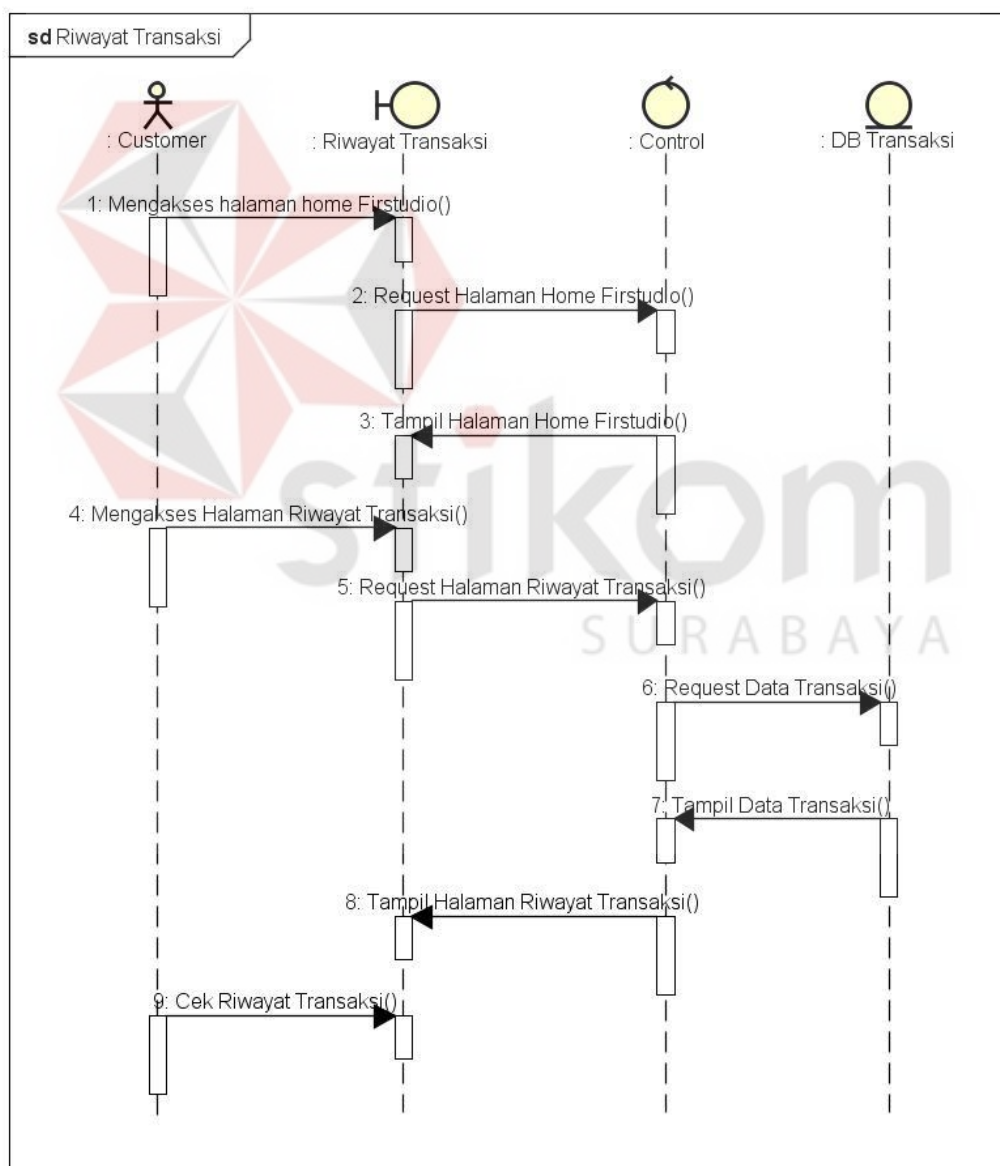 sd Riwayat Transaksi
: Customer
: Riwayat Transaksi
: Control
: DB Transaksi
1: Mengakses halaman home Firstudio()
2: Request Halaman Home Firstudio()
3: Tampil Halaman Home Firstudio()
4: Mengakses Halaman Riwayat Transaksi()
5: Request Halaman Riwayat Transaksi()
6: Request Data Transaksi()
7: Tampil Data Transaksi()
8: Tampil Halaman Riwayat Transaksi()
9: Cek Riwayat Transaksi()
stikom
SURABAYA